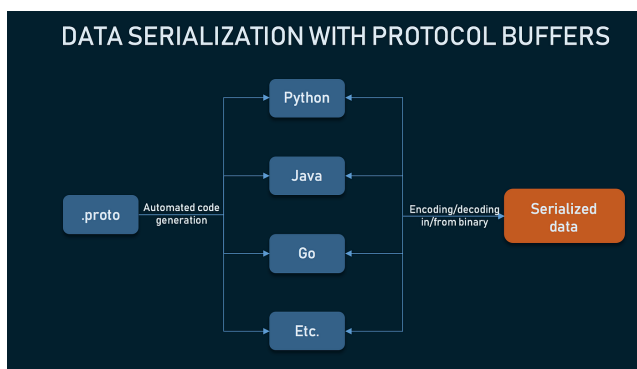 DATA SERIALIZATION WITH PROTOCOL BUFFERS
Python
Java
.proto
Automated code
generation
Encoding/decoding
in/from binary
Serialized
data
Go
Etc.